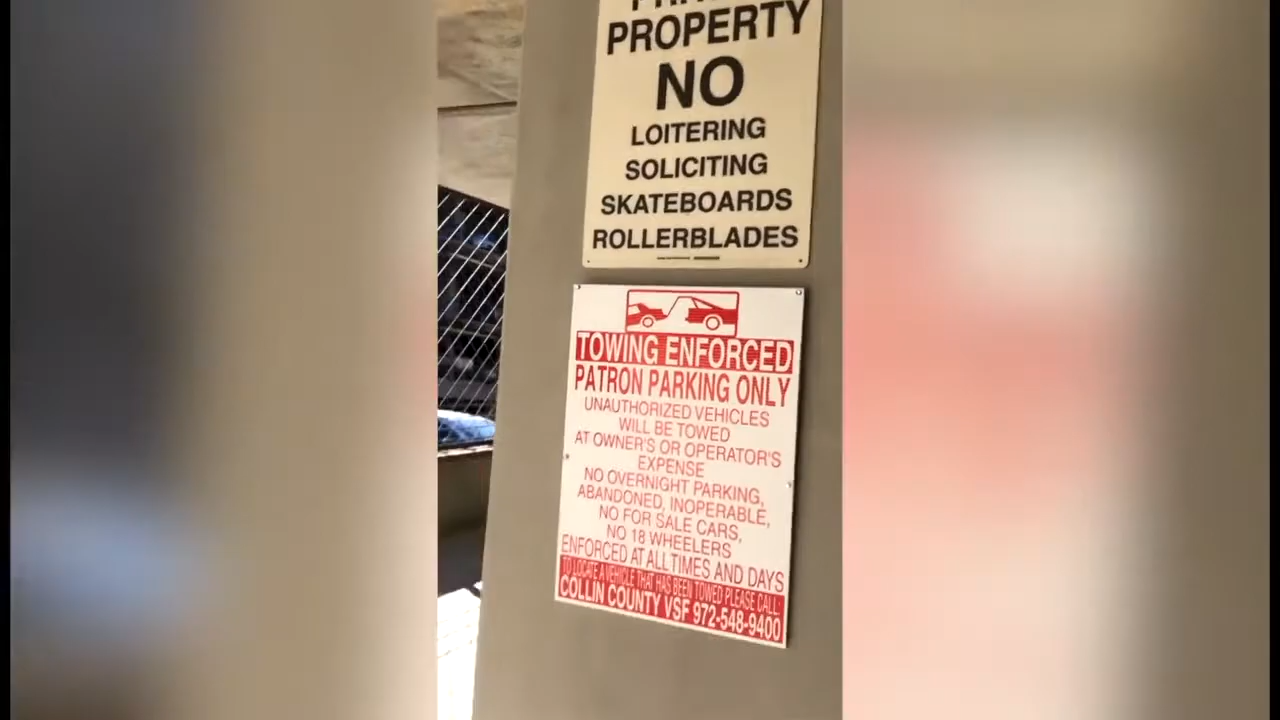 PROPERTY
NO
LOITERING
SOLICITING
SKATEBOARDS
ROLLERBLADES
TOWING ENFORCED
PATRON PARKING ONLY
UNAUTHORIZED VEHICLES
WILL BE TOWED
AT OWNER'S OR OPERATOR'S
EXPENSE
NO OVERNIGHT PARKING,
ABANDONED, INOPERABLE,
NO FOR SALE CARS,
NO 18 WHEELERS
ENFORCED AT ALL TIMES AND DAYS
TO LOCATE A VEHICLE THAT HAS BEEN TOWED PLEASE CALL:
COLLIN COUNTY VSF 972-548-9400